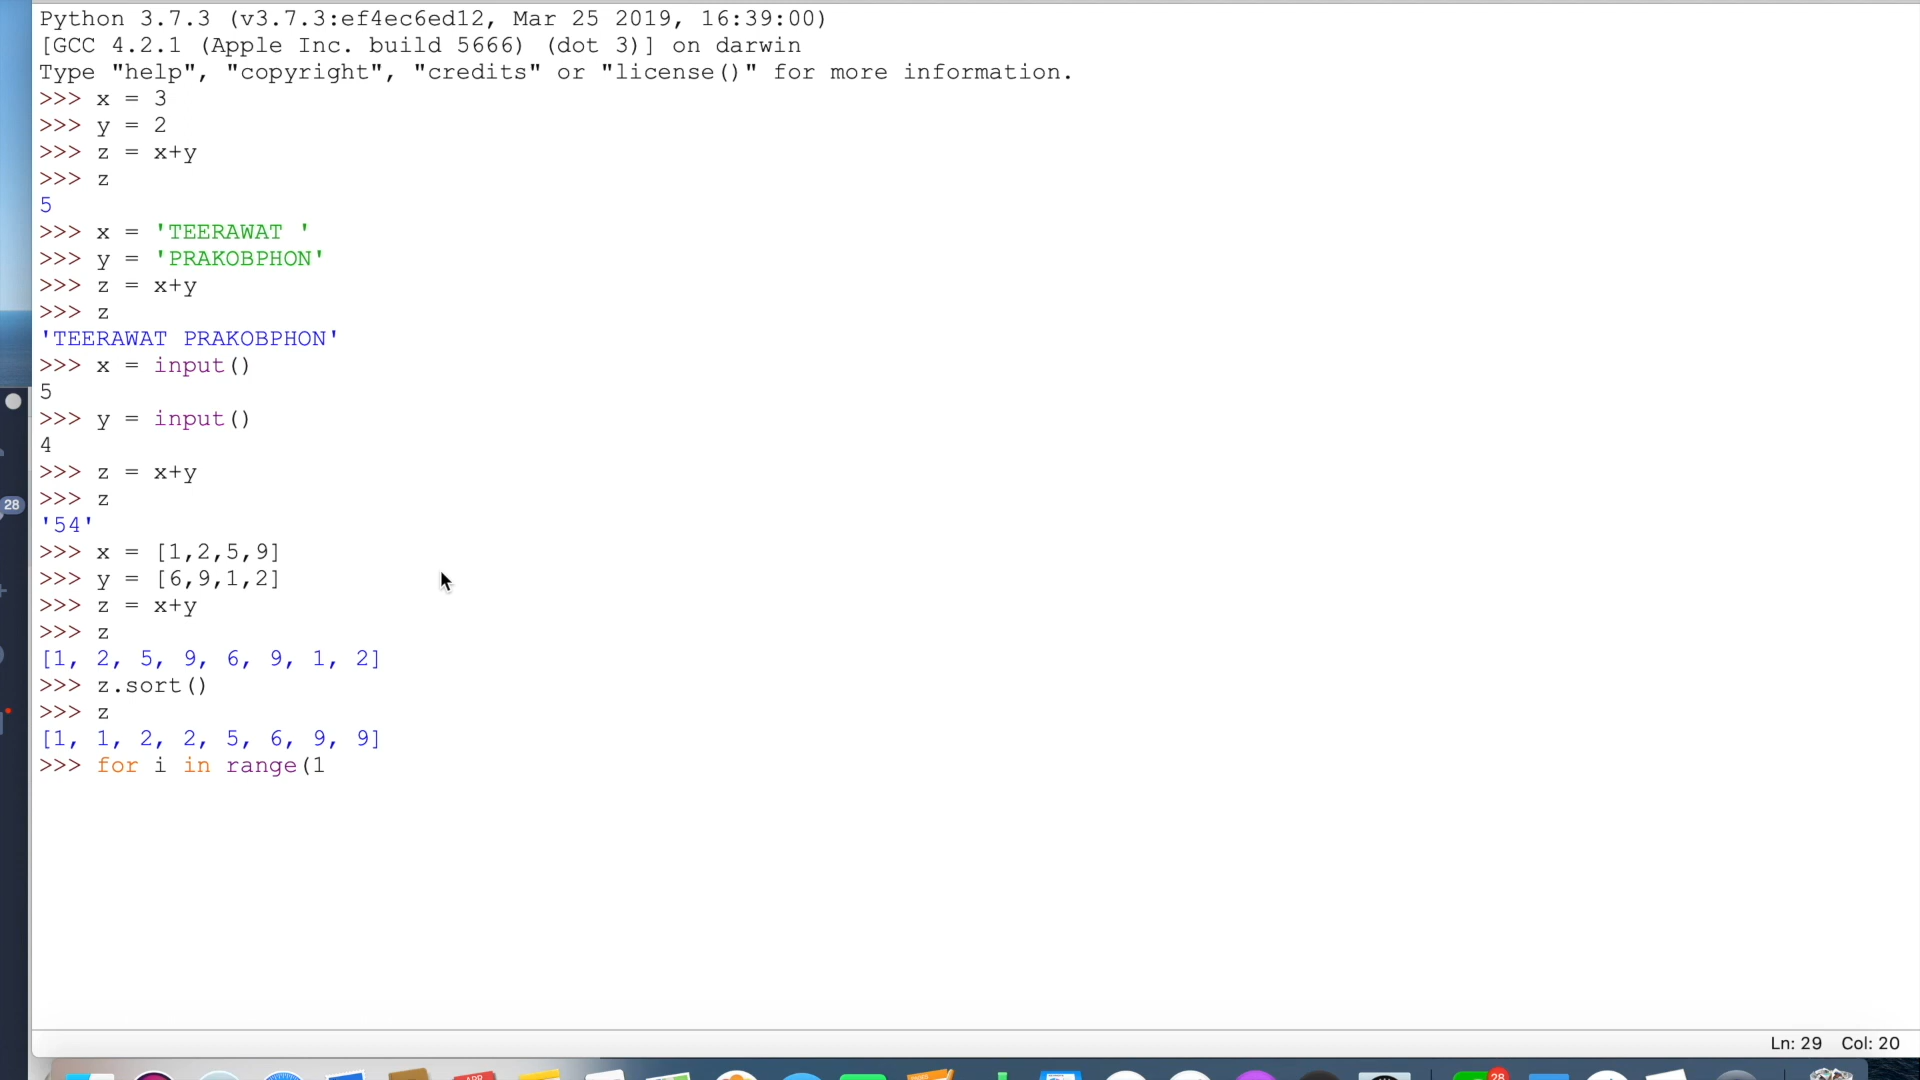 Python 3.7.3 (v3.7.3:ef4ec6ed12, Mar 25 2019, 16:39:00)
[GCC 4.2.1 (Apple Inc. build 5666) (dot 3)] on darwin
Type "help", "copyright", "credits" or "license()" for more information.
>>> x = 3
>>> y = 2
>>> z = x+y
>>> z
5
>>> x = 'TEERAWAT '
>>> y = 'PRAKOBPHON'
>>> z = x+y
>>> z
'TEERAWAT PRAKOBPHON'
>>> x = input()
5
>>> y = input()
4
>>> z = x+y
>>> z
'54'
>>> x = [1,2,5,9]
>>> y = [6,9,1,2]
>>> z = x+y
>>> z
[1, 2, 5, 9, 6, 9, 1, 2]
>>> z.sort()
>>> z
[1, 1, 2, 2, 5, 6, 9, 9]
>>> for i in range(1
28
Ln: 29 Col: 20
APR
28